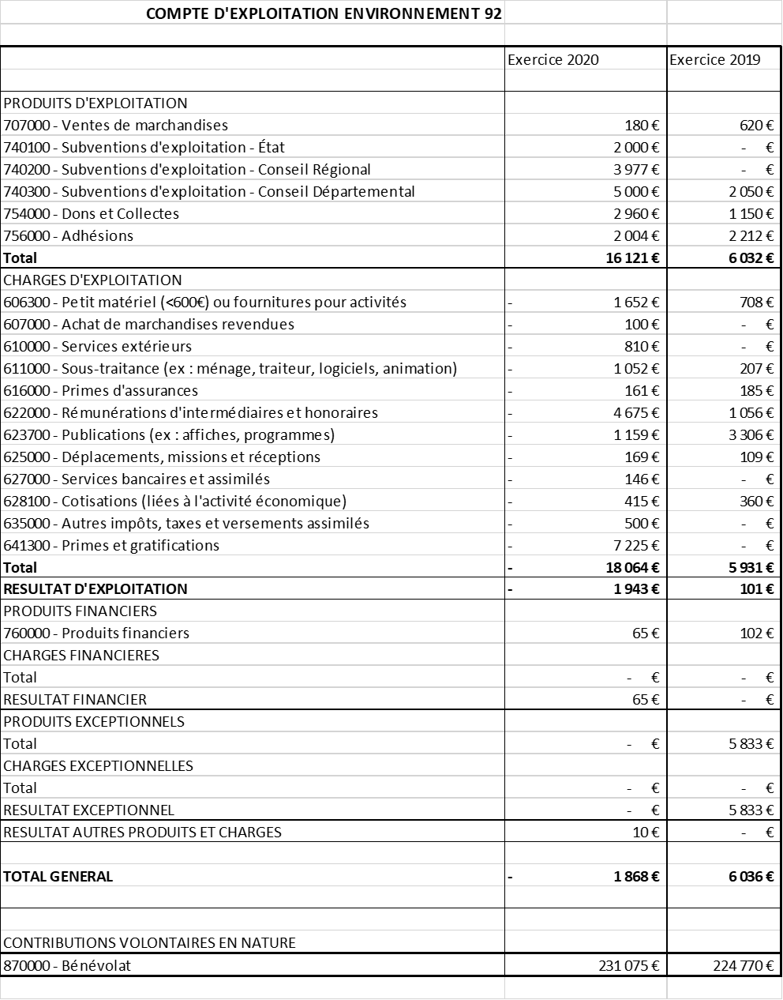 COMPTE D'EXPLOITATION ENVIRONNEMENT 92
Exercice 2020 Exercice 2019
PRODUITS D'EXPLOITATION
707000 - Ventes de marchandises 180 € 620 €
740100 - Subventions d'exploitation - État 2 000 € - €
740200 - Subventions d'exploitation - Conseil Régional 3 977 € - €
740300 - Subventions d'exploitation - Conseil Départemental 5 000 € 2 050 €
754000 - Dons et Collectes 2 960 € 1 150 €
756000 - Adhésions 2 004 € 2 212 €
Total 16 121 € 6 032 €
CHARGES D'EXPLOITATION
606300 - Petit matériel (<600€) ou fournitures pour activités - 1 652 € 708 €
607000 - Achat de marchandises revendues - 100 € - €
610000 - Services extérieurs - 810 € - €
611000 - Sous-traitance (ex : ménage, traiteur, logiciels, animation) - 1 052 € 207 €
616000 - Primes d'assurances - 161 € 185 €
622000 - Rémunérations d'intermédiaires et honoraires - 4 675 € 1 056 €
623700 - Publications (ex : affiches, programmes) - 1 159 € 3 306 €
625000 - Déplacements, missions et réceptions - 169 € 109 €
627000 - Services bancaires et assimilés - 146 € - €
628100 - Cotisations (liées à l'activité économique) - 415 € 360 €
635000 - Autres impôts, taxes et versements assimilés - 500 € - €
641300 - Primes et gratifications - 7 225 € - €
Total - 18 064 € 5 931 €
RESULTAT D'EXPLOITATION - 1 943 € 101 €
PRODUITS FINANCIERS
760000 - Produits financiers 65 € 102 €
CHARGES FINANCIERES
Total - € - €
RESULTAT FINANCIER 65 € - €
PRODUITS EXCEPTIONNELS
Total - € 5 833 €
CHARGES EXCEPTIONNELLES
Total - € - €
RESULTAT EXCEPTIONNEL - € 5 833 €
RESULTAT AUTRES PRODUITS ET CHARGES 10 € - €
TOTAL GENERAL - 1 868 € 6 036 €
CONTRIBUTIONS VOLONTAIRES EN NATURE
870000 - Bénévolat 231 075 € 224 770 €